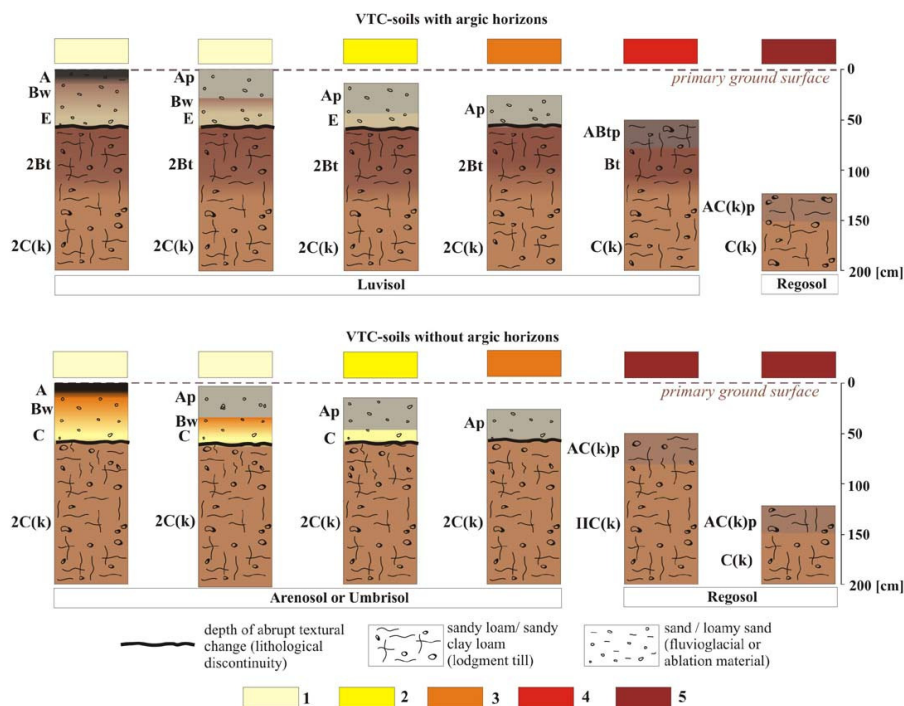 VTC-soils with argic horizons
primary ground surface
A
Bw
E
2Bt
2C(k)
Ap
Bw
E
2Bt
2C(k)
Ap
E
2Bt
2C(k)
Ap
2Bt
2C(k)
ABtp
Bt
C(k)
AC(k)p
C(k)
0
50
100
150
200 [cm]
Luvisol
Regosol
VTC-soils without argic horizons
primary ground surface
A
Bw
C
2C(k)
Ap
Bw
C
2C(k)
Ap
C
2C(k)
Ap
2C(k)
AC(k)p
IIC(k)
AC(k)p
C(k)
0
50
100
150
200 [cm]
Arenosol or Umbrisol
Regosol
depth of abrupt textural
change (lithological
discontinuity)
sandy loam/ sandy
clay loam
(lodgment till)
sand / loamy sand
(fluvioglacial or
ablation material)
1
2
3
4
5